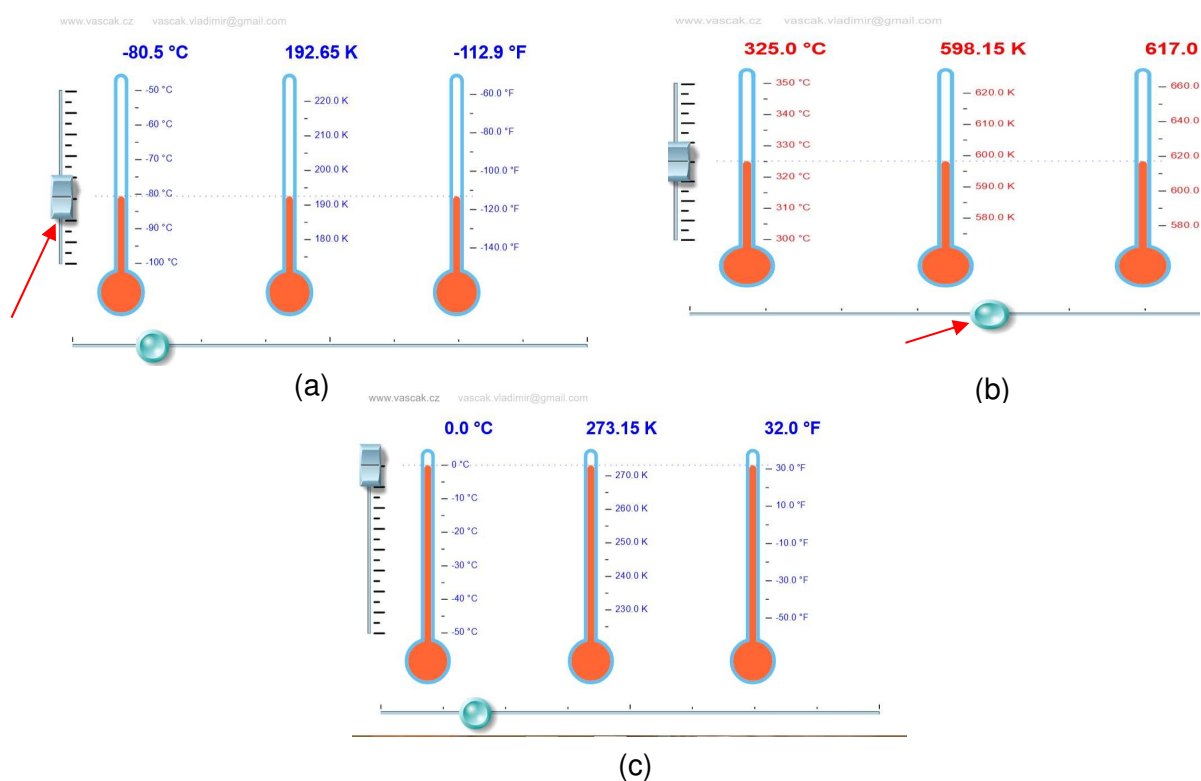 www.vascak.cz vascak.vladimir@gmail.com
-80.5 °C 192.65 K -112.9 °F
-50 °C
-60 °C
-70 °C
-80 °C
-90 °C
-100 °C
220.0 K
210.0 K
200.0 K
190.0 K
180.0 K
-60.0 °F
-80.0 °F
-100.0 °F
-120.0 °F
-140.0 °F
(a)
www.vascak.cz vascak.vladimir@gmail.com
325.0 °C 598.15 K 617.0
350 °C
340 °C
330 °C
320 °C
310 °C
300 °C
620.0 K
610.0 K
600.0 K
590.0 K
580.0 K
660.0
640.0
620.0
600.0
580.0
(b)
www.vascak.cz vascak.vladimir@gmail.com
0.0 °C 273.15 K 32.0 °F
0 °C
-10 °C
-20 °C
-30 °C
-40 °C
-50 °C
270.0 K
260.0 K
250.0 K
240.0 K
230.0 K
30.0 °F
10.0 °F
-10.0 °F
-30.0 °F
-50.0 °F
(c)